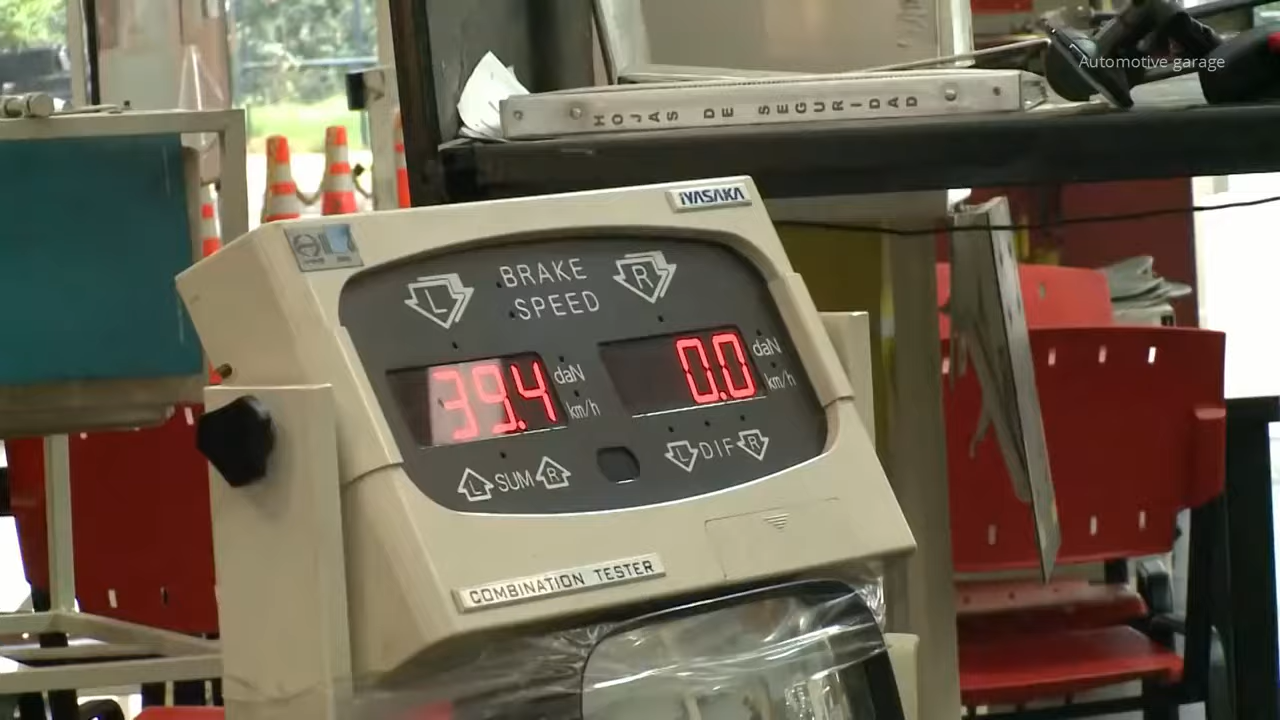 Automotive garage
HOJAS DE SEGURIDAD
IYASAKA
L BRAKE R
SPEED
39.4 daN km/h 0.0 daN km/h
L SUM R L DIF R
COMBINATION TESTER